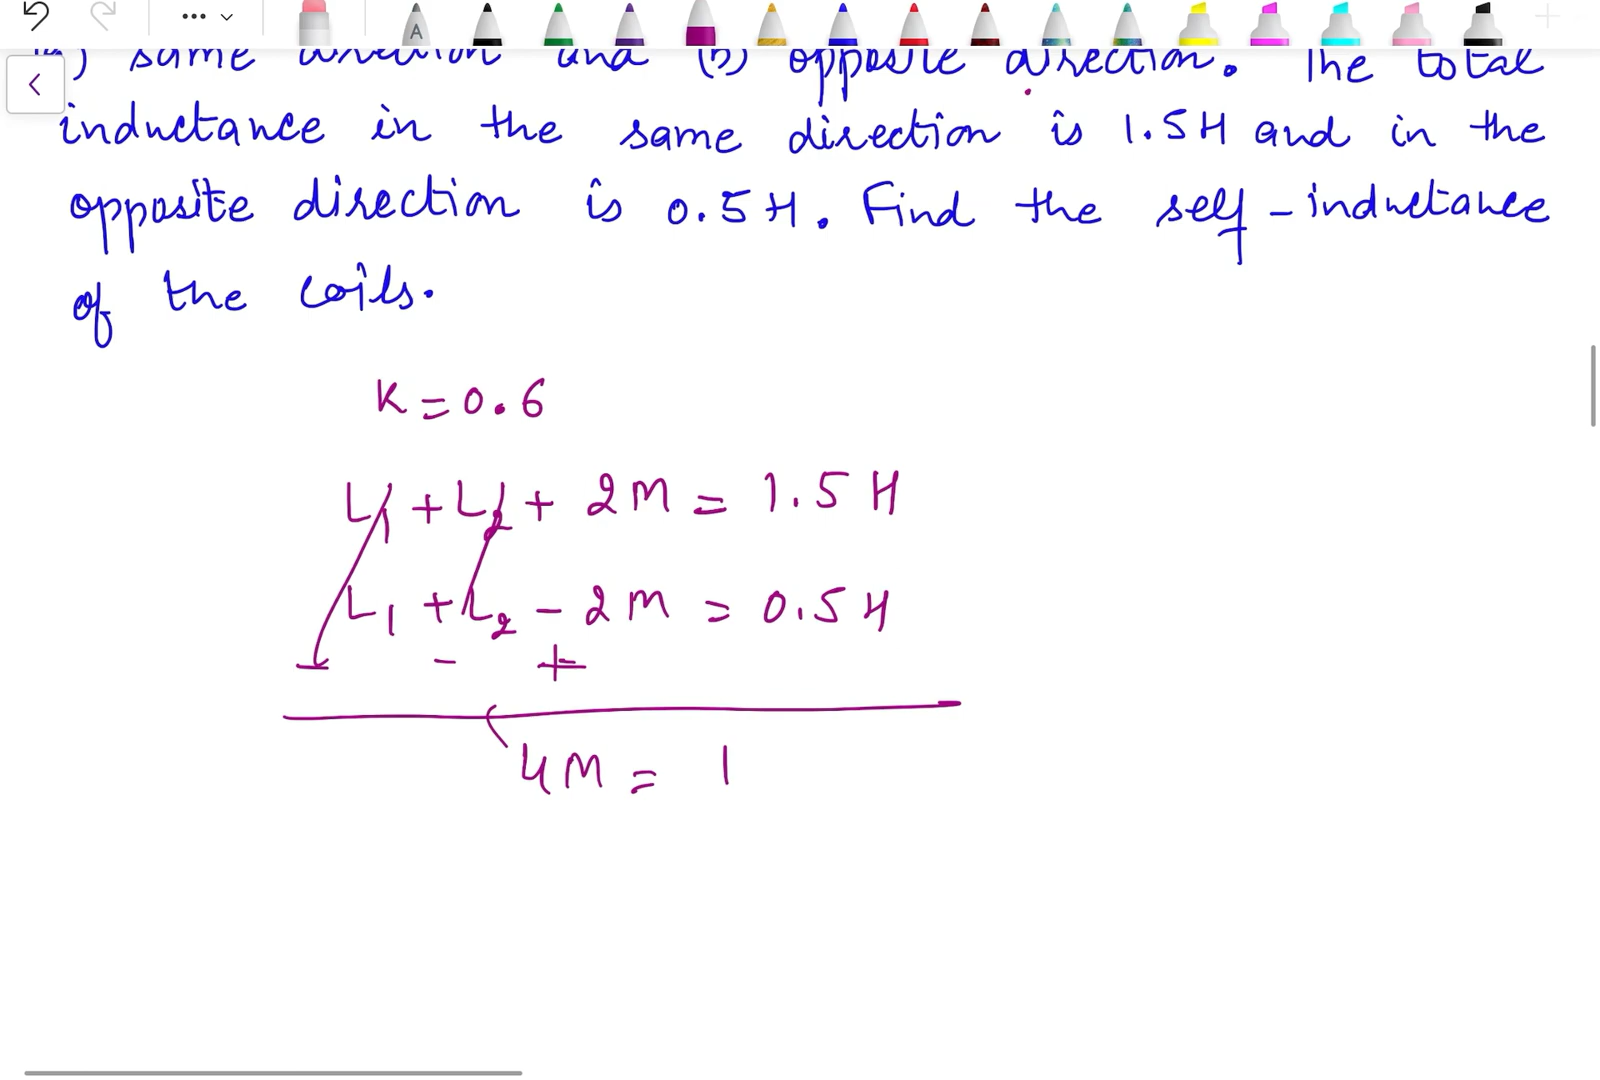 (a) same direction and (b) opposite direction. The total
inductance in the same direction is 1.5H and in the
opposite direction is 0.5H. Find the self-inductance
of the coils.
K = 0.6
L₁ + L₂ + 2M = 1.5 H
L₁ + L₂ - 2M = 0.5 H
- - +
4M = 1
A